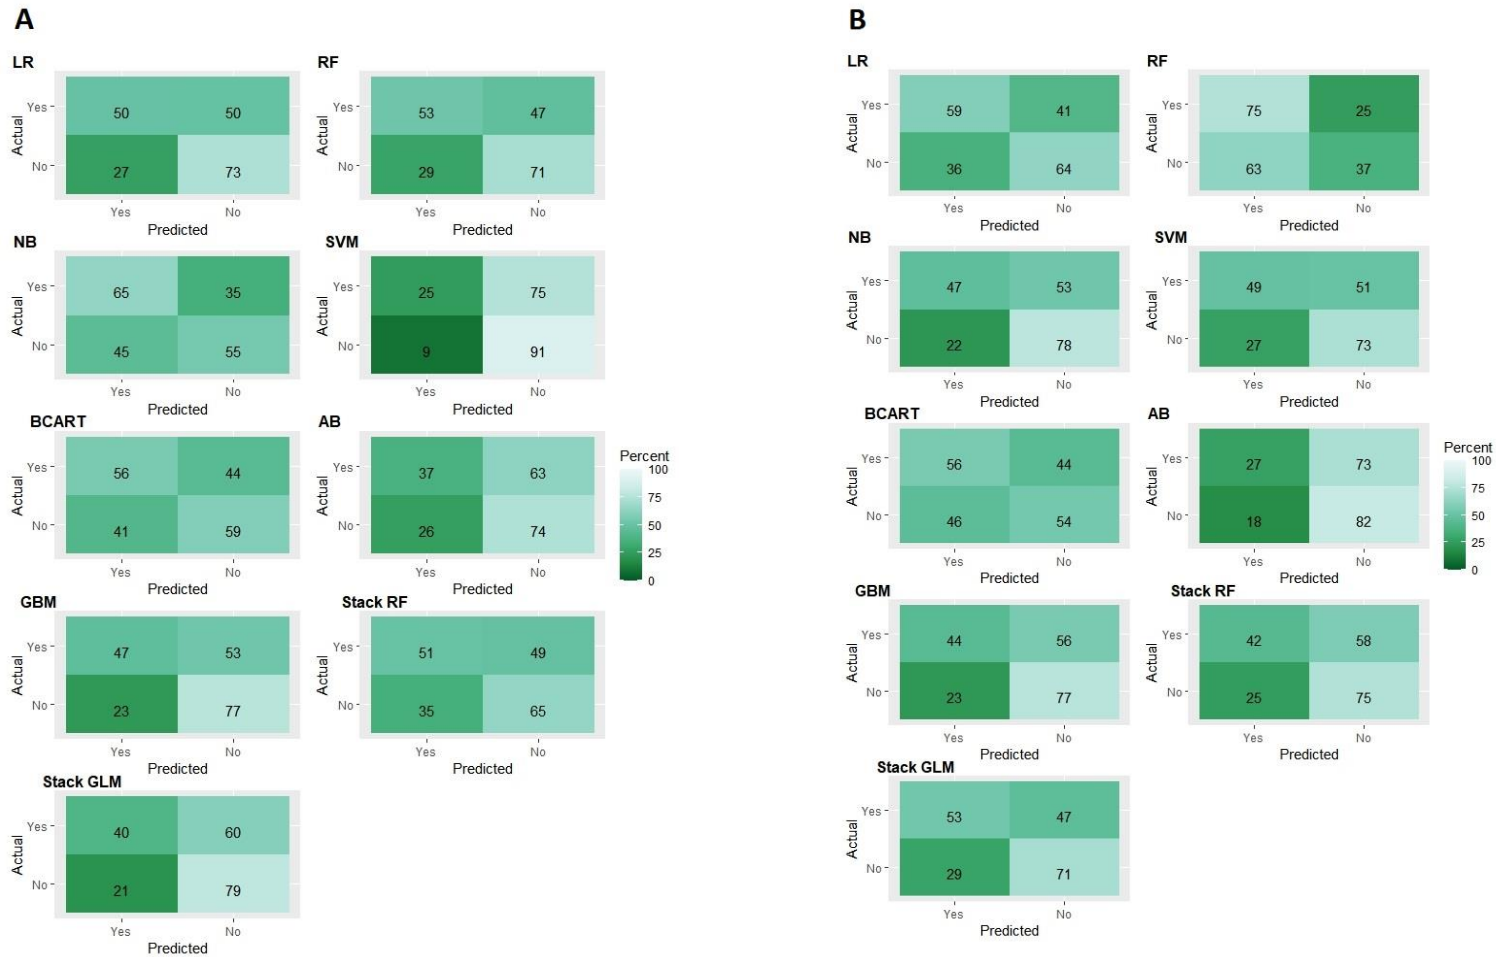 A
LR
Yes
50 50
Actual
No
27 73
Yes No
Predicted
RF
Yes
53 47
Actual
No
29 71
Yes No
Predicted
NB
Yes
65 35
Actual
No
45 55
Yes No
Predicted
SVM
Yes
25 75
Actual
No
9 91
Yes No
Predicted
BCART
Yes
56 44
Actual
No
41 59
Yes No
Predicted
AB
Yes
37 63
Actual
No
26 74
Yes No
Predicted
Percent
100
75
50
25
0
GBM
Yes
47 53
Actual
No
23 77
Yes No
Predicted
Stack RF
Yes
51 49
Actual
No
35 65
Yes No
Predicted
Stack GLM
Yes
40 60
Actual
No
21 79
Yes No
Predicted
B
LR
Yes
59 41
Actual
No
36 64
Yes No
Predicted
RF
Yes
75 25
Actual
No
63 37
Yes No
Predicted
NB
Yes
47 53
Actual
No
22 78
Yes No
Predicted
SVM
Yes
49 51
Actual
No
27 73
Yes No
Predicted
BCART
Yes
56 44
Actual
No
46 54
Yes No
Predicted
AB
Yes
27 73
Actual
No
18 82
Yes No
Predicted
Percent
100
75
50
25
0
GBM
Yes
44 56
Actual
No
23 77
Yes No
Predicted
Stack RF
Yes
42 58
Actual
No
25 75
Yes No
Predicted
Stack GLM
Yes
53 47
Actual
No
29 71
Yes No
Predicted